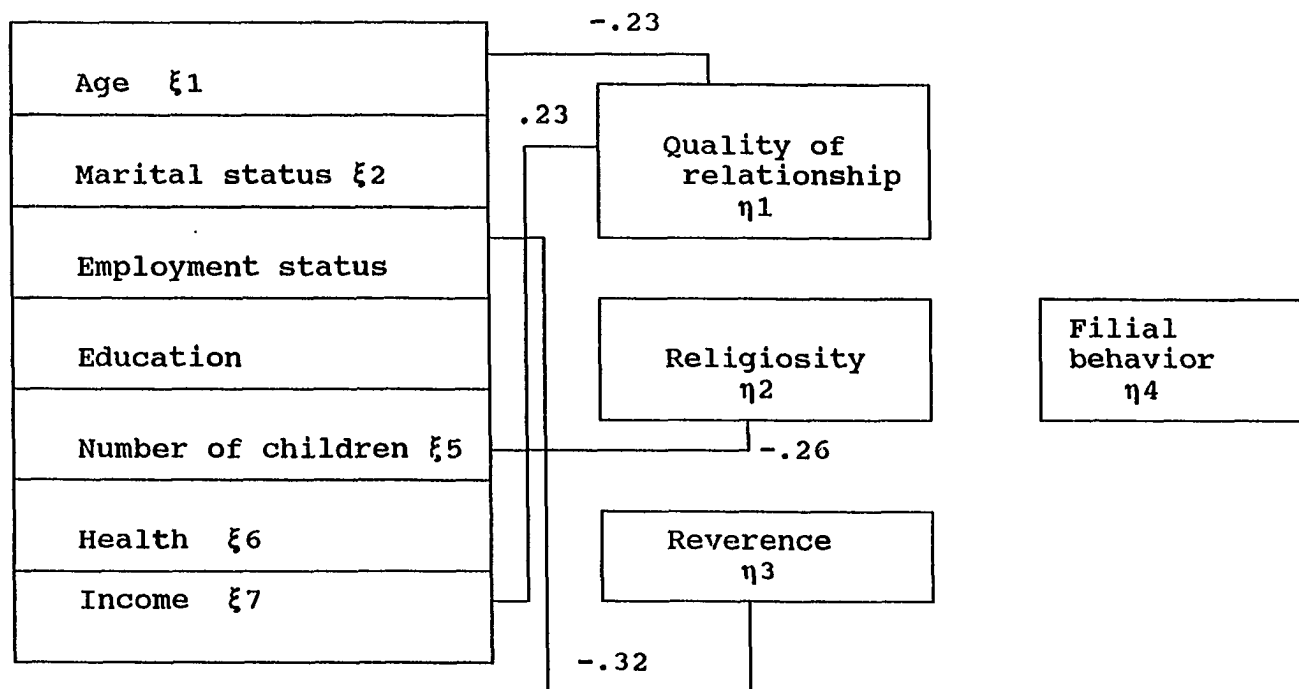 -.23
Age ξ1
.23
Quality of
relationship
η1
Marital status ξ2
Employment status
Education
Religiosity
η2
Filial
behavior
η4
Number of children ξ5
-.26
Health ξ6
Reverence
η3
Income ξ7
-.32